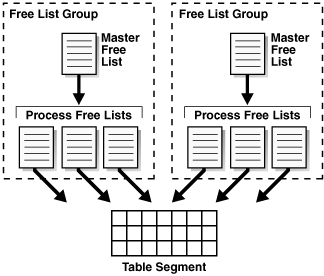 Free List Group
Master
Free
List
Process Free Lists
Free List Group
Master
Free
List
Process Free Lists
Table Segment